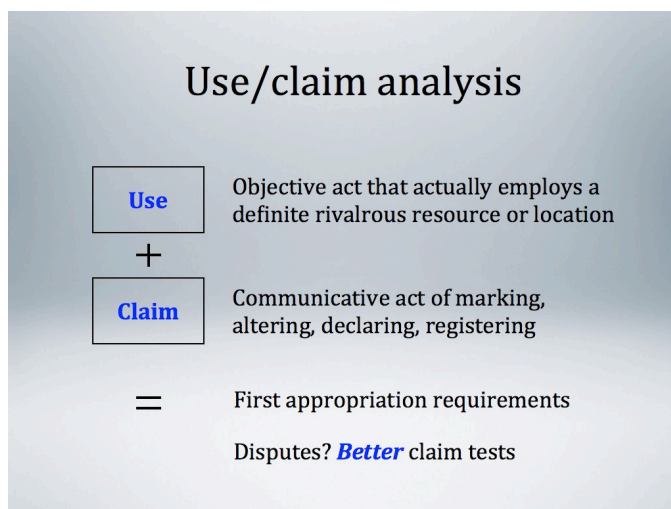 Use/claim analysis
Use
Objective act that actually employs a
definite rivalrous resource or location
+
Claim
Communicative act of marking,
altering, declaring, registering
=
First appropriation requirements
Disputes? Better claim tests